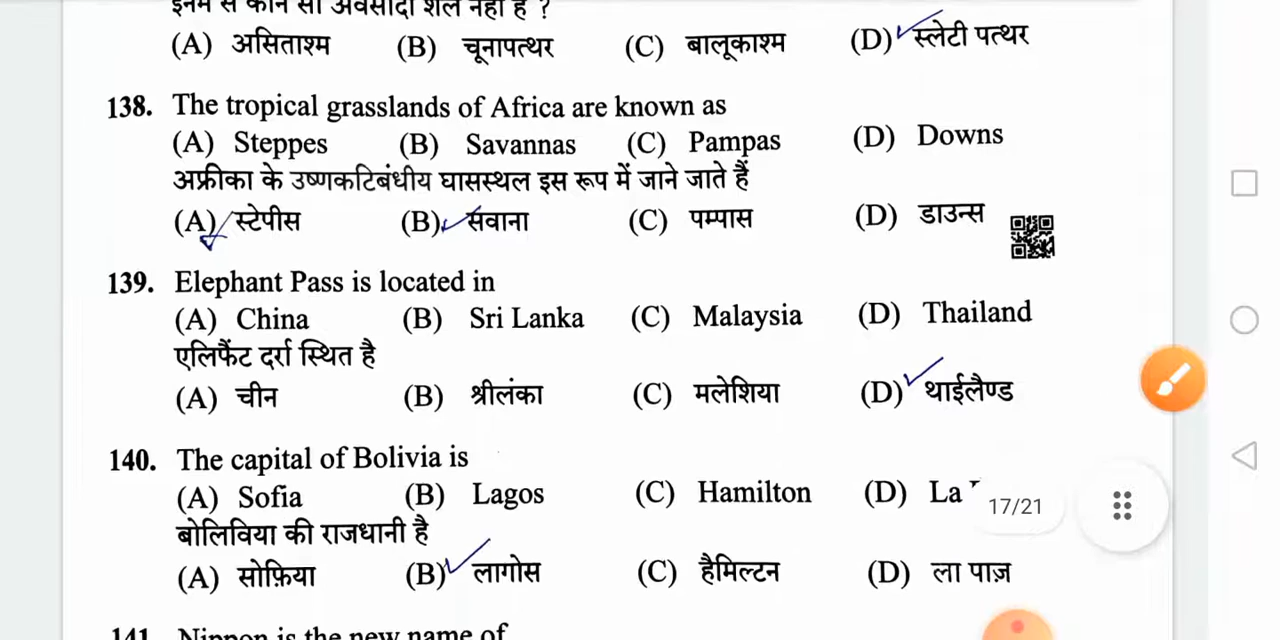 इनमें से कौन सा अवसादी शैल नहीं है ?
(A) असिताश्म (B) चूनापत्थर (C) बालूकाश्म (D) स्लेटी पत्थर
138. The tropical grasslands of Africa are known as
(A) Steppes (B) Savannas (C) Pampas (D) Downs
अफ्रीका के उष्णकटिबंधीय घासस्थल इस रूप में जाने जाते हैं
(A) स्टेपीस (B) सवाना (C) पम्पास (D) डाउन्स
139. Elephant Pass is located in
(A) China (B) Sri Lanka (C) Malaysia (D) Thailand
एलिफैंट दर्रा स्थित है
(A) चीन (B) श्रीलंका (C) मलेशिया (D) थाईलैण्ड
140. The capital of Bolivia is
(A) Sofia (B) Lagos (C) Hamilton (D) La
17/21
बोलिविया की राजधानी है
(A) सोफ़िया (B) लागोस (C) हैमिल्टन (D) ला पाज़
141. Nippon is the new name of